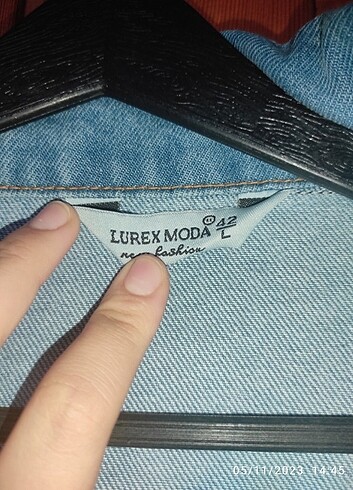 LUREX MODA 42
L
new fashion
05/11/2023 14:45